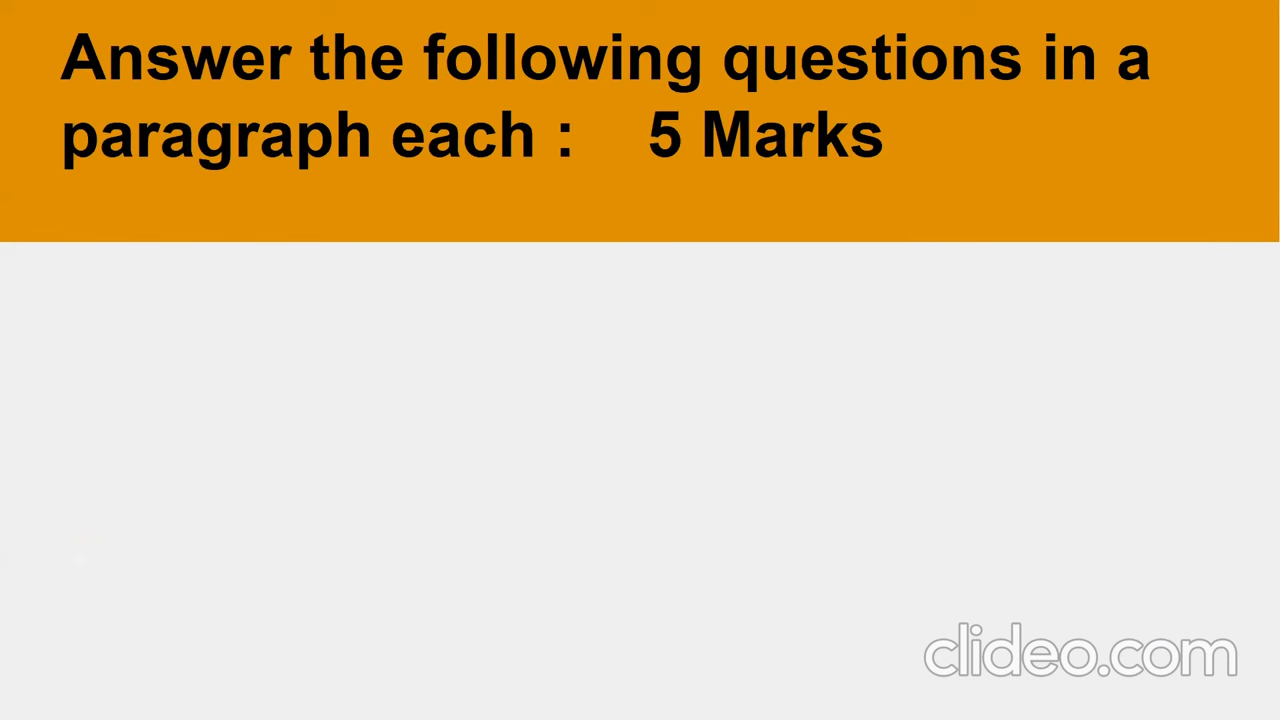 Answer the following questions in a
paragraph each : 5 Marks
clideo.com